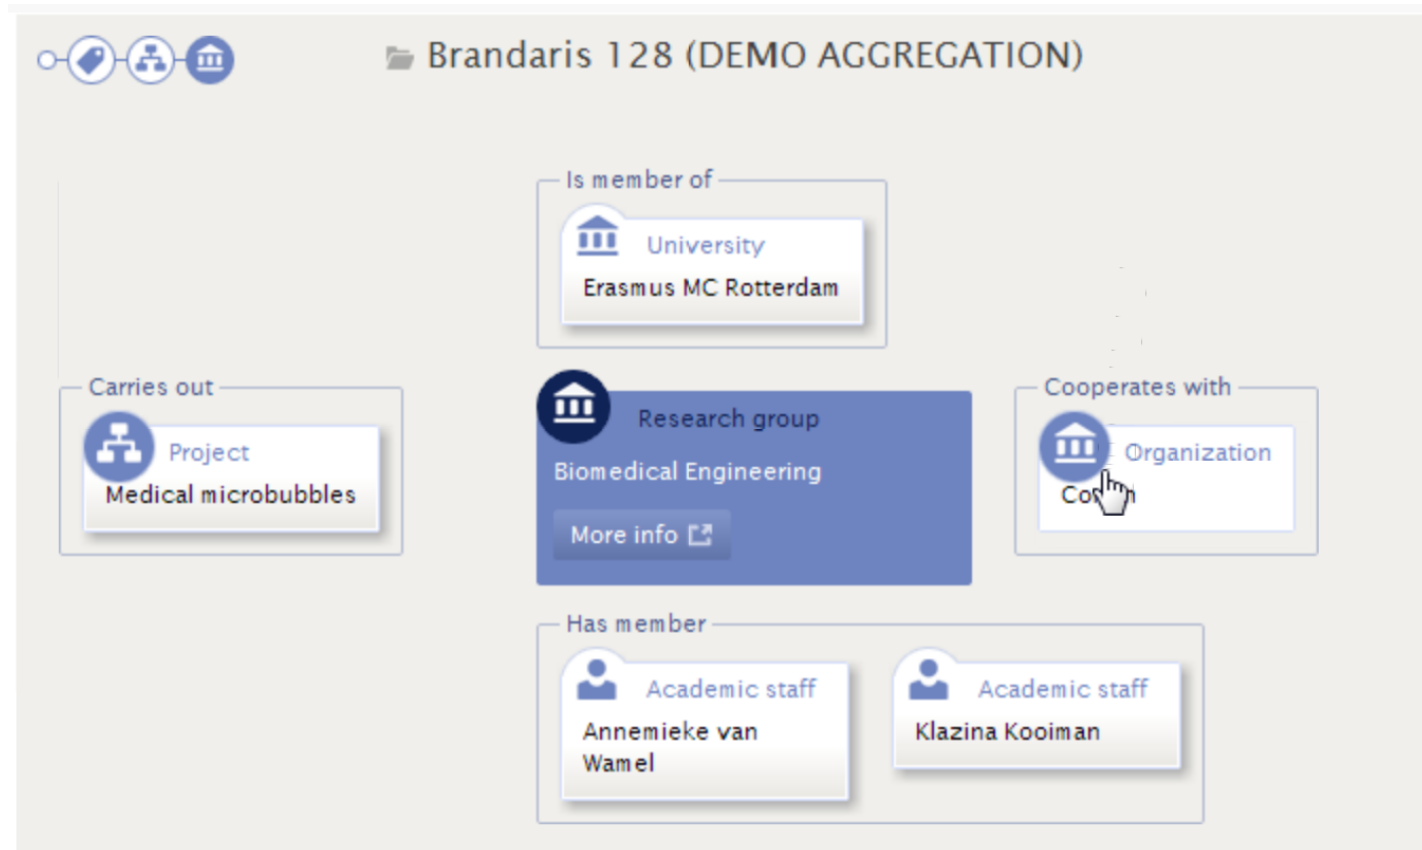 Brandaris 128 (DEMO AGGREGATION)
Is member of
University
Erasmus MC Rotterdam
Carries out
Project
Medical microbubbles
Research group
Biomedical Engineering
More info
Cooperates with
Organization
Has member
Academic staff
Annemieke van
Wamel
Academic staff
Klazina Kooiman